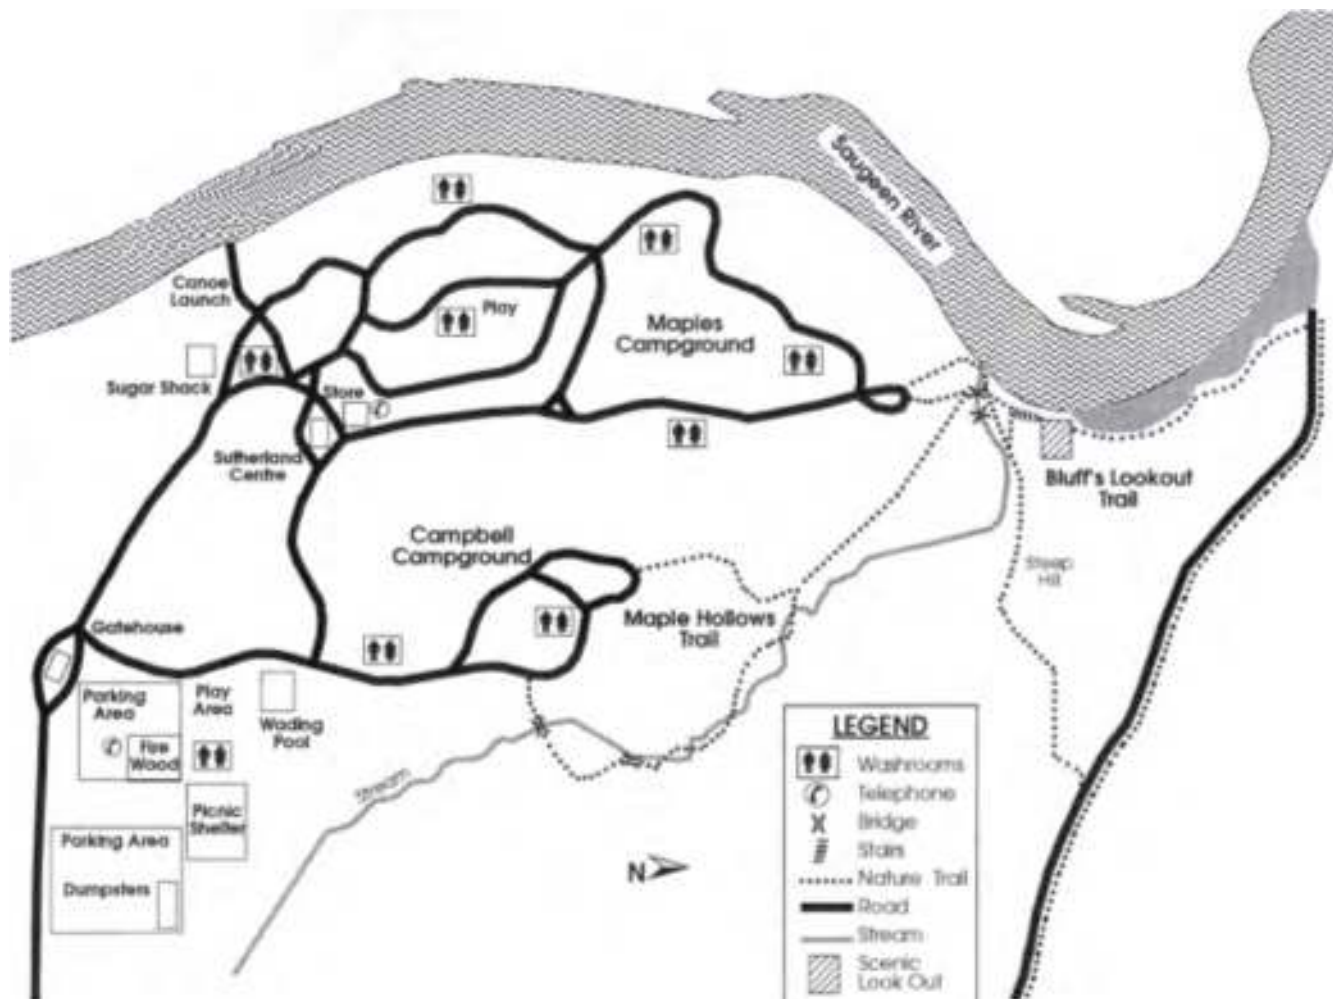 Saugeen River
Canoe
Launch
Play
Maples
Campground
Sugar Shack
Store
Sutherland
Centre
Bluff's Lookout
Trail
Campbell
Campground
Steep
Hill
Gatehouse
Maple Hollows
Trail
Parking
Area
Play
Area
Wading
Pool
Fire
Wood
Stream
Picnic
Shelter
Parking Area
Dumpsters
N
LEGEND
Washrooms
Telephone
Bridge
Stairs
Nature Trail
Road
Stream
Scenic
Look Out